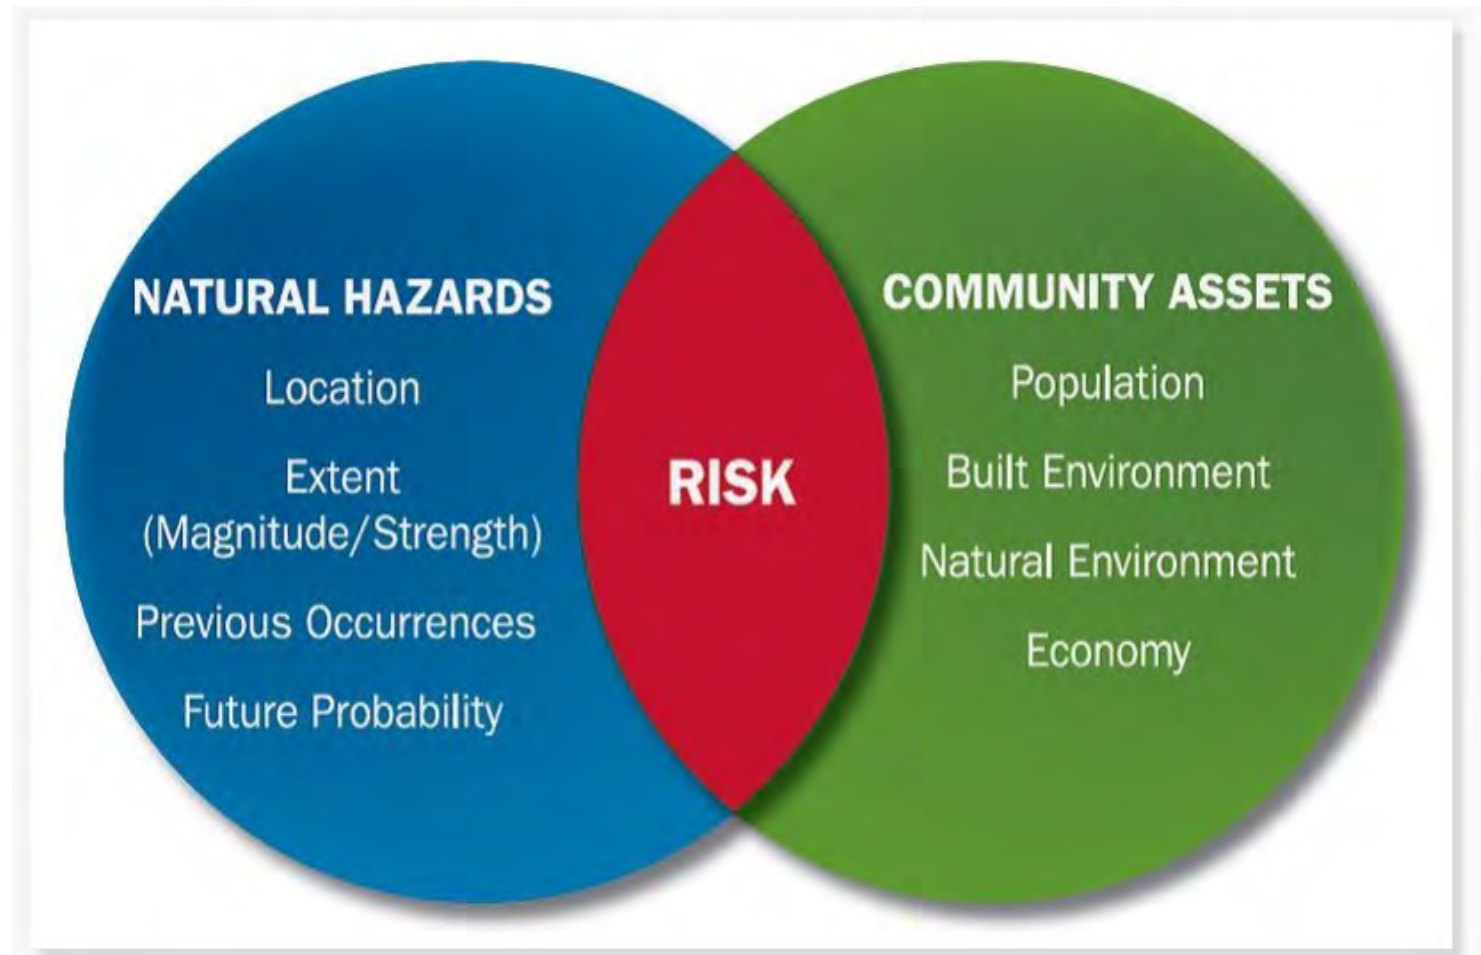 NATURAL HAZARDS
Location
Extent
(Magnitude/Strength)
Previous Occurrences
Future Probability
RISK
COMMUNITY ASSETS
Population
Built Environment
Natural Environment
Economy